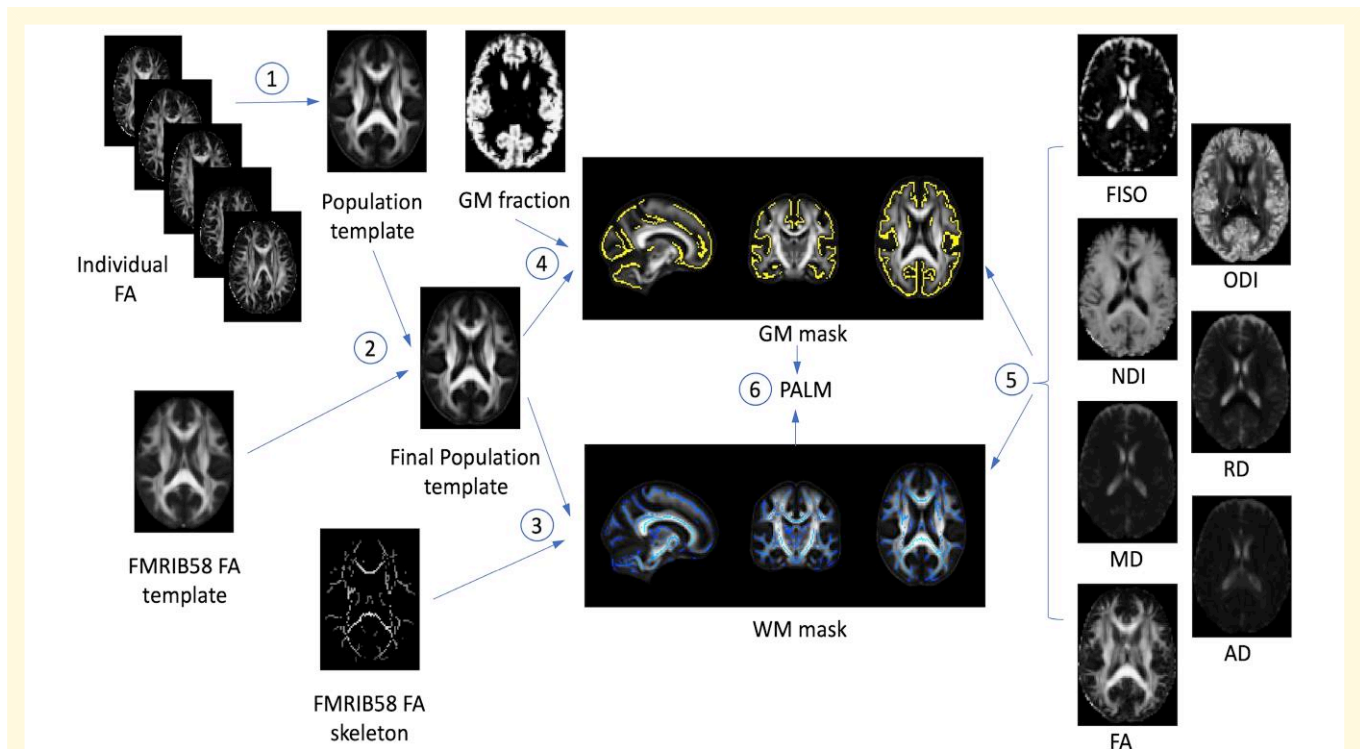 1
Individual
FA
Population
template
GM fraction
4
2
FMRIB58 FA
template
Final Population
template
3
FMRIB58 FA
skeleton
GM mask
6 PALM
WM mask
5
FISO
ODI
NDI
RD
MD
AD
FA